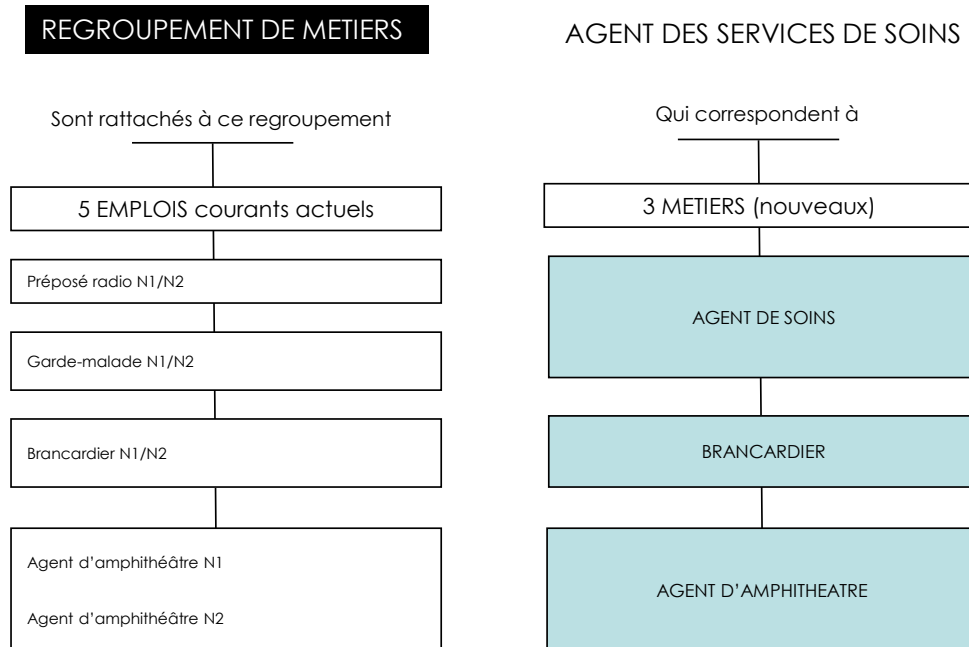 REGROUPEMENT DE METIERS
AGENT DES SERVICES DE SOINS
Sont rattachés à ce regroupement
5 EMPLOIS courants actuels
Préposé radio N1/N2
Garde-malade N1/N2
Brancardier N1/N2
Agent d’amphithéâtre N1
Agent d’amphithéâtre N2
Qui correspondent à
3 METIERS (nouveaux)
AGENT DE SOINS
BRANCARDIER
AGENT D’AMPHITHEATRE